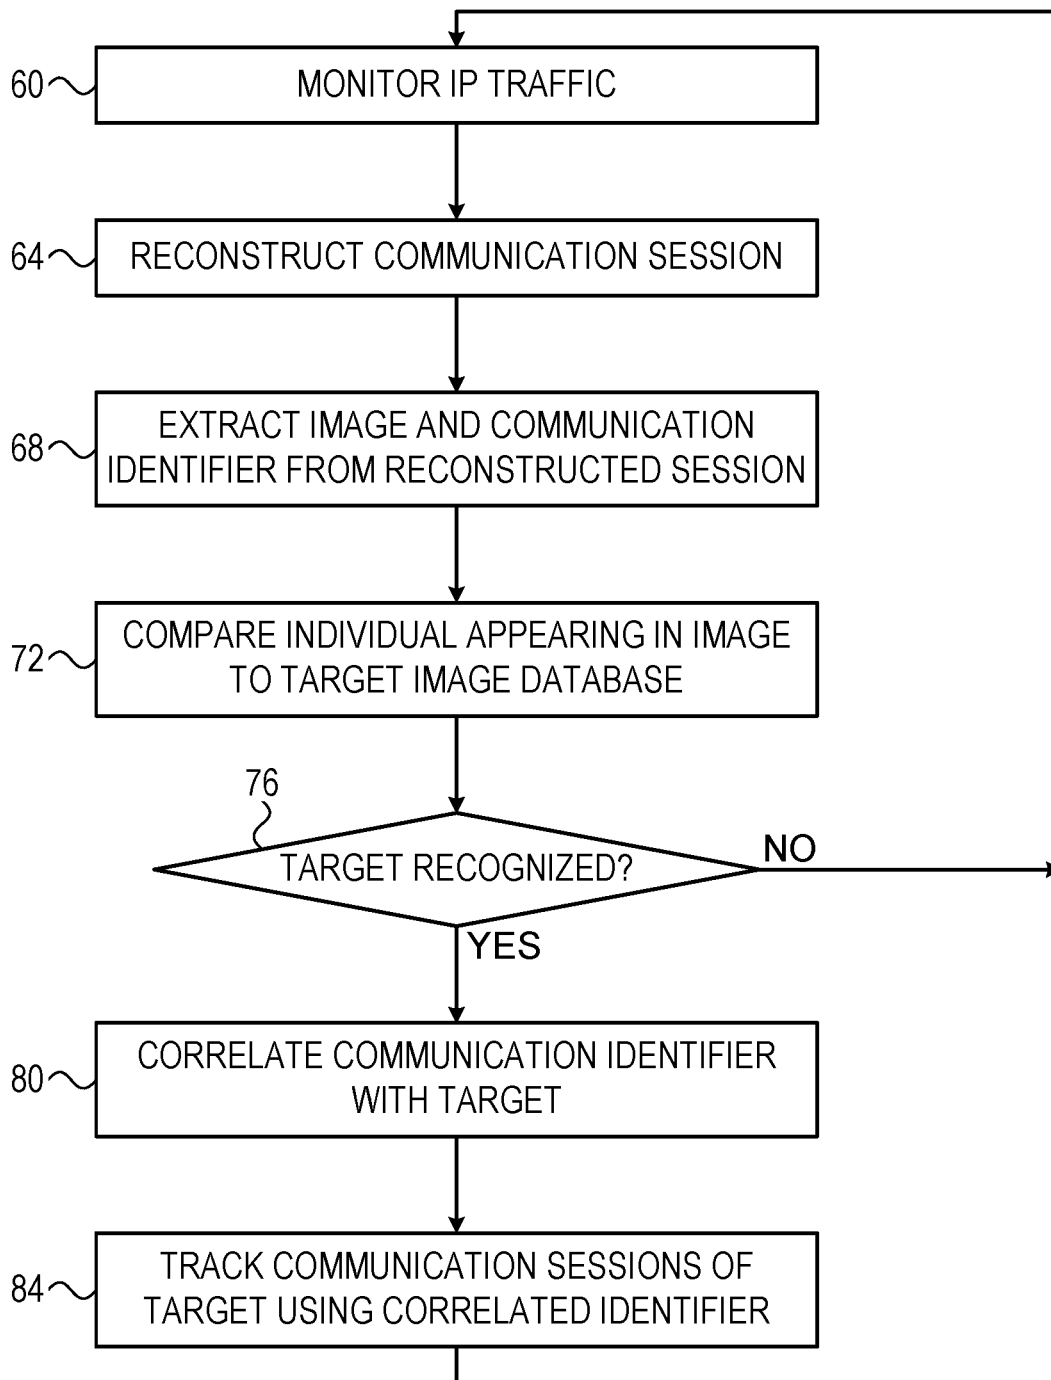 60
MONITOR IP TRAFFIC
64
RECONSTRUCT COMMUNICATION SESSION
68
EXTRACT IMAGE AND COMMUNICATION
IDENTIFIER FROM RECONSTRUCTED SESSION
72
COMPARE INDIVIDUAL APPEARING IN IMAGE
TO TARGET IMAGE DATABASE
76
TARGET RECOGNIZED?
NO
YES
80
CORRELATE COMMUNICATION IDENTIFIER
WITH TARGET
84
TRACK COMMUNICATION SESSIONS OF
TARGET USING CORRELATED IDENTIFIER